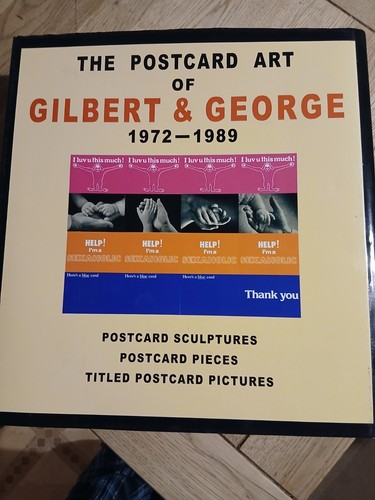 THE POSTCARD ART
OF
GILBERT & GEORGE
1972—1989
I luv u this much! I luv u this much! I luv u this much! I luv u this much!
HELP! HELP! HELP! HELP!
I'm a I'm a I'm a I'm a
SEXAHOLIC SEXAHOLIC SEXAHOLIC SEXAHOLIC
Here's a blue card Here's a blue card Here's a blue card
Thank you
POSTCARD SCULPTURES
POSTCARD PIECES
TITLED POSTCARD PICTURES